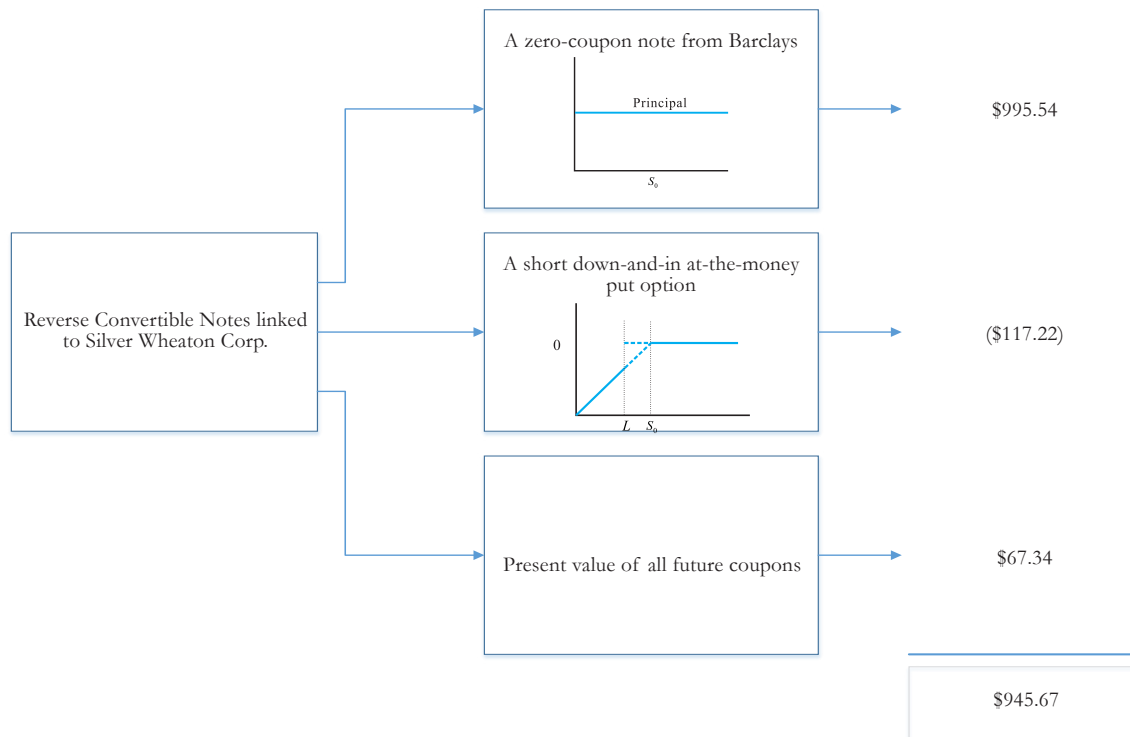 A zero-coupon note from Barclays
Principal
S₀
$995.54
Reverse Convertible Notes linked
to Silver Wheaton Corp.
A short down-and-in at-the-money
put option
0
L S₀
($117.22)
Present value of all future coupons
$67.34
$945.67